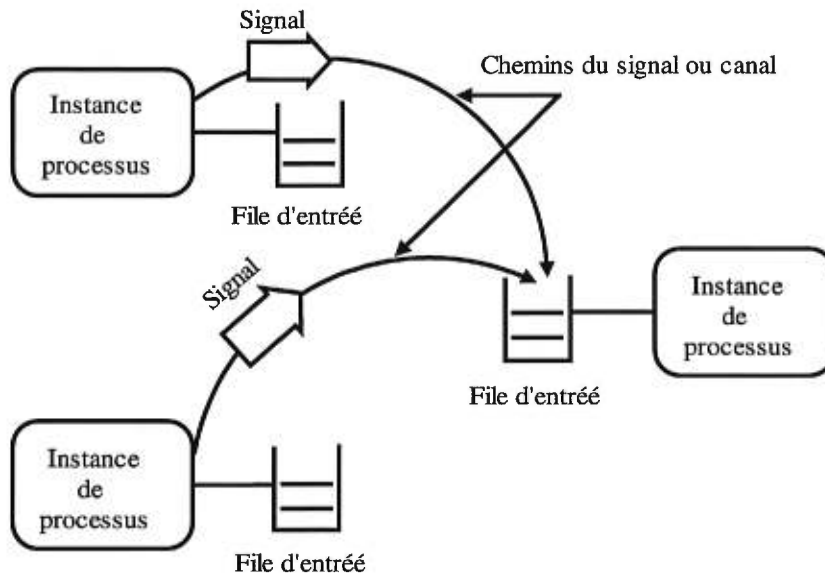 Signal
Chemins du signal ou canal
Instance
de
processus
File d'entréé
Signal
Instance
de
processus
File d'entréé
Instance
de
processus
File d'entréé